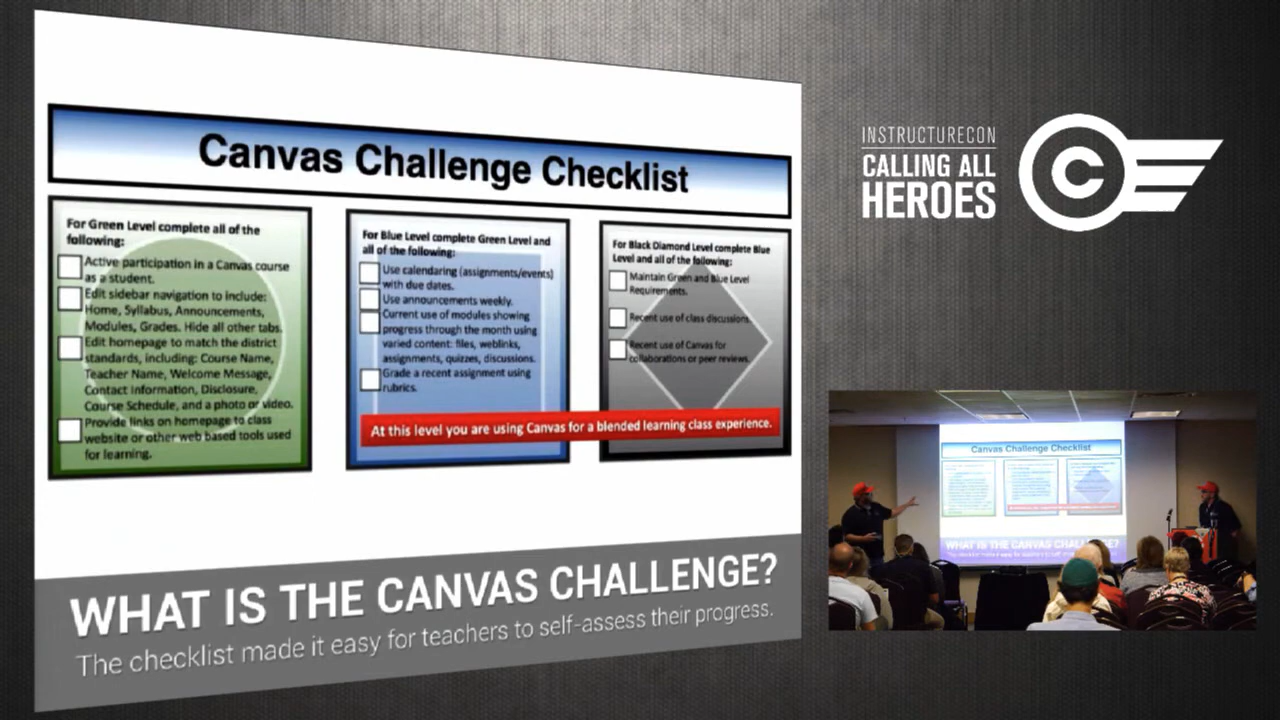 Canvas Challenge Checklist
For Green Level complete all of the
following:
Active participation in a Canvas course
as a student.
Edit sidebar navigation to include:
Home, Syllabus, Announcements,
Modules, Grades. Hide all other tabs.
Edit homepage to match the district
standards, including: Course Name,
Teacher Name, Welcome Message,
Contact Information, Disclosure,
Course Schedule, and a photo or video.
Provide links on homepage to class
website or other web based tools used
for learning.
For Blue Level complete Green Level and
all of the following:
Use calendaring (assignments/events)
with due dates.
Use announcements weekly.
Current use of modules showing
progress through the month using
varied content: files, weblinks,
assignments, quizzes, discussions.
Grade a recent assignment using
rubrics.
For Black Diamond Level complete Blue
Level and all of the following:
Maintain Green and Blue Level
Requirements.
Recent use of class discussions.
Recent use of Canvas for
collaborations or peer reviews.
At this level you are using Canvas for a blended learning class experience.
WHAT IS THE CANVAS CHALLENGE?
The checklist made it easy for teachers to self-assess their progress.
INSTRUCTURECON
CALLING ALL
HEROES
C
Canvas Challenge Checklist
WHAT IS THE CANVAS CHALLENGE?